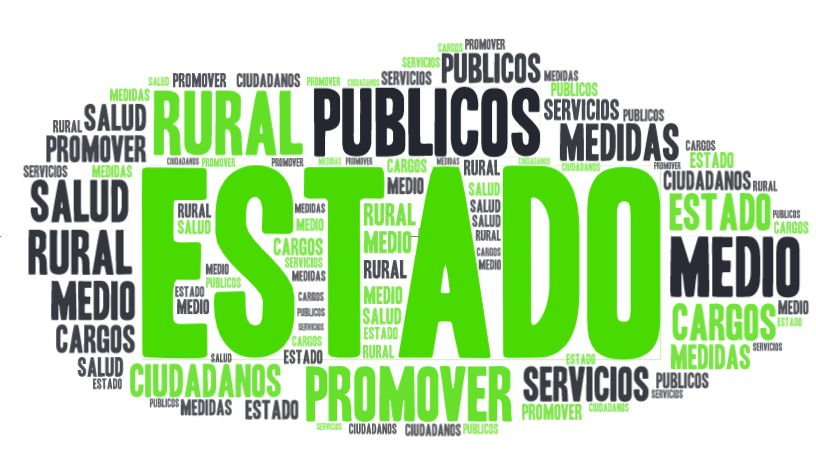 CARGOS PROMOVER
SERVICIOS PUBLICOS
SALUD PROMOVER CIUDADANOS PROMOVER CIUDADANOS SERVICIOS MEDIDAS
MEDIDAS RURAL PUBLICOS PUBLICOS
SALUD SERVICIOS PUBLICOS
RURAL MEDIDAS
PROMOVER CARGOS
CIUDADANOS PROMOVER PROMOVER MEDIDAS PROMOVER CARGOS MEDIDAS RURAL CIUDADANOS CIUDADANOS PROMOVER ESTADO
SERVICIOS MEDIDAS ESTADO MEDIO SALUD CIUDADANOS RURAL
SALUD RURAL MEDIDAS RURAL SALUD ESTADO PUBLICOS
SALUD MEDIO SALUD CARGOS
RURAL CARGOS MEDIO RURAL
SERVICIOS CARGOS
MEDIO MEDIDAS RURAL MEDIO MEDIO
PUBLICOS
MEDIO ESTADO CARGOS MEDIO MEDIO
MEDIO PUBLICOS SALUD CARGOS ESTADO
CARGOS SERVICIOS ESTADO
CARGOS RURAL MEDIDAS SERVICIOS
SALUD SALUD ESTADO ESTADO
ESTADO CIUDADANOS PROMOVER SERVICIOS PUBLICOS
SERVICIOS
PUBLICOS MEDIDAS ESTADO PROMOVER CIUDADANOS
SERVICIOS CIUDADANOS CIUDADANOS PUBLICOS